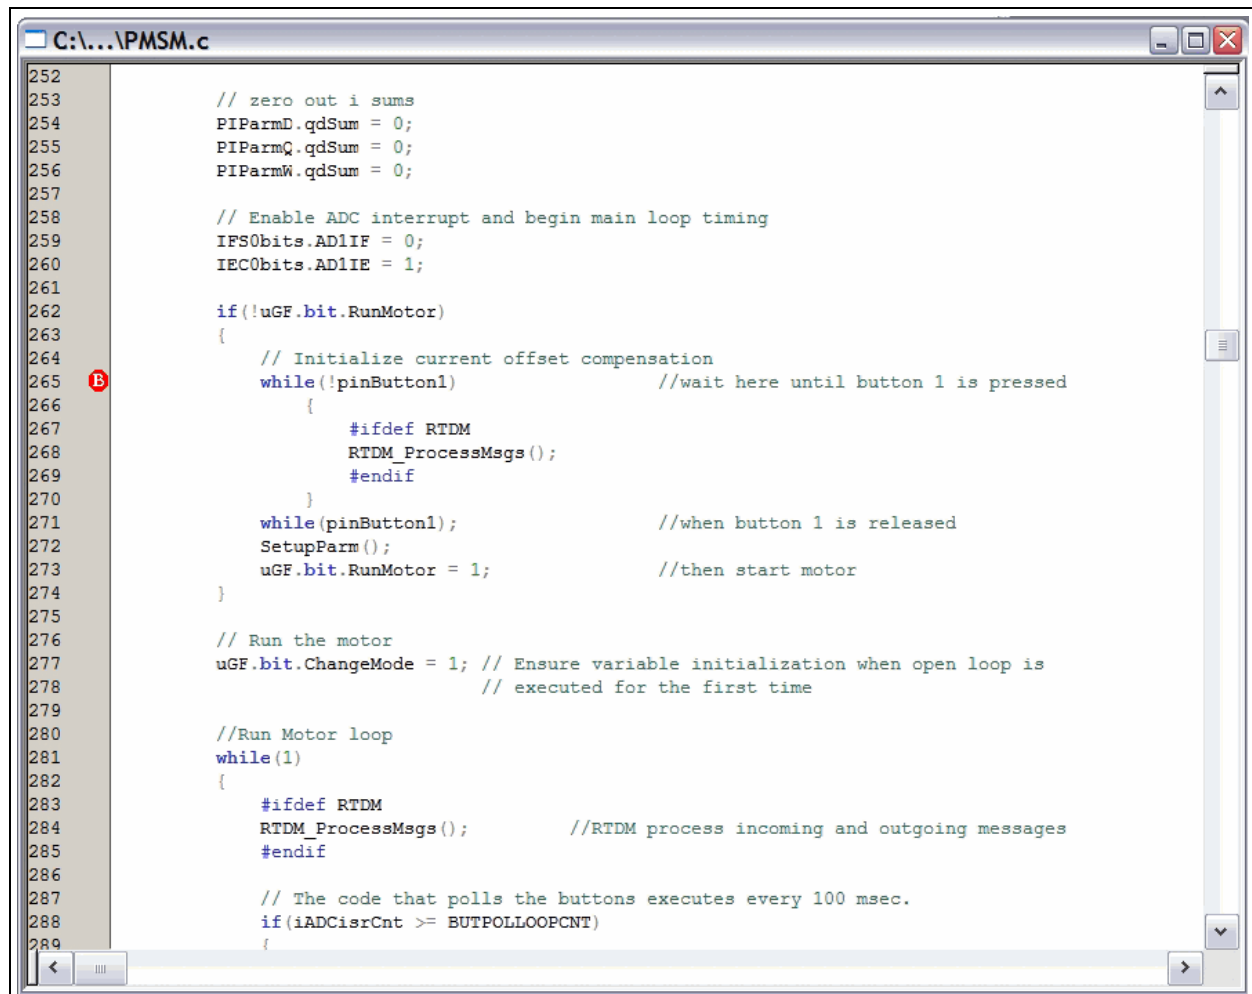 C:\...\PMSM.c
252
253 // zero out i sums
254 PIParmD.qdSum = 0;
255 PIParmQ.qdSum = 0;
256 PIParmW.qdSum = 0;
257
258 // Enable ADC interrupt and begin main loop timing
259 IFS0bits.AD1IF = 0;
260 IEC0bits.AD1IE = 1;
261
262 if(!uGF.bit.RunMotor)
263 {
264 // Initialize current offset compensation
265 B while(!pinButton1) //wait here until button 1 is pressed
266 {
267 #ifdef RTDM
268 RTDM_ProcessMsgs();
269 #endif
270 }
271 while(pinButton1); //when button 1 is released
272 SetupParm();
273 uGF.bit.RunMotor = 1; //then start motor
274 }
275
276 // Run the motor
277 uGF.bit.ChangeMode = 1; // Ensure variable initialization when open loop is
278 // executed for the first time
279
280 //Run Motor loop
281 while(1)
282 {
283 #ifdef RTDM
284 RTDM_ProcessMsgs(); //RTDM process incoming and outgoing messages
285 #endif
286
287 // The code that polls the buttons executes every 100 msec.
288 if(iADCisrCnt >= BUTPOLLOOPCNT)
289 {